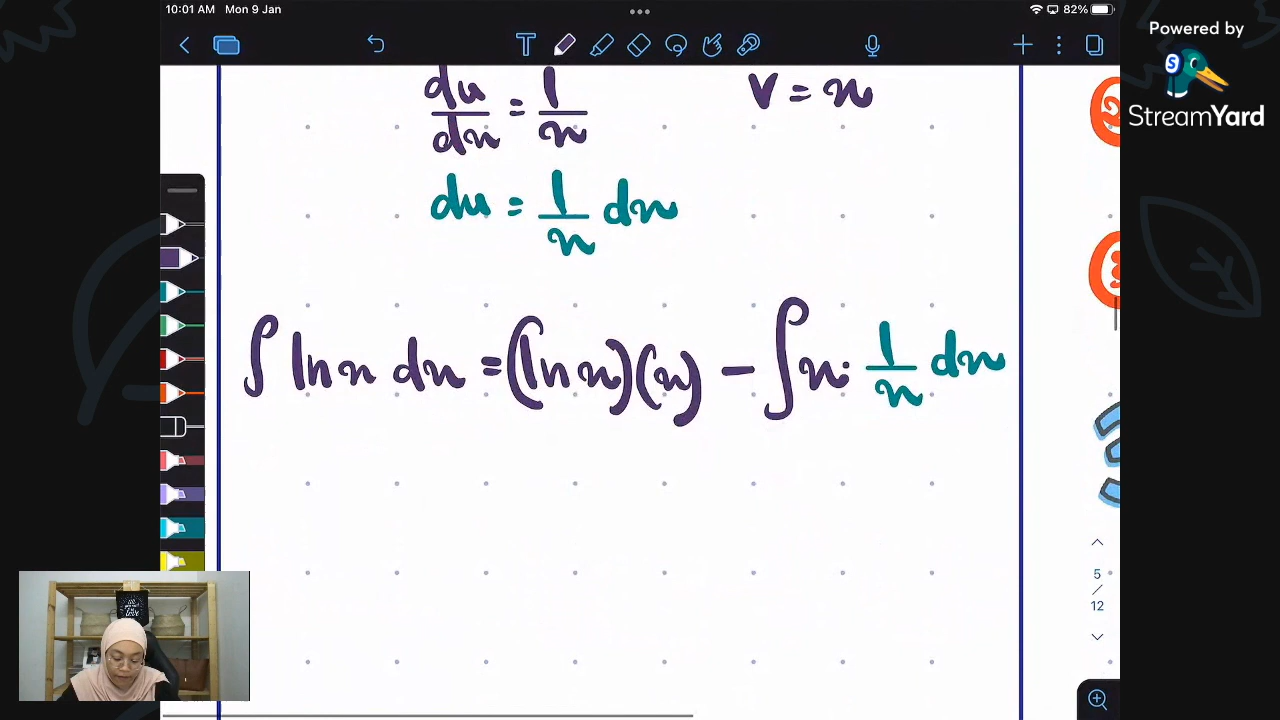 10:01 AM Mon 9 Jan
82%
Powered by
StreamYard
T
du/dx = 1/x
v = x
du = 1/x dx
∫ ln x dx = (ln x)(x) − ∫ x · 1/x dx
5
/
12